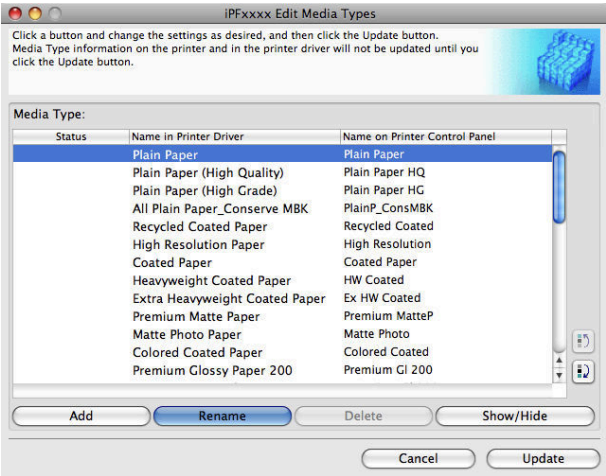 iPFxxxx Edit Media Types
Click a button and change the settings as desired, and then click the Update button.
Media Type information on the printer and in the printer driver will not be updated until you
click the Update button.
Media Type:
Status Name in Printer Driver Name on Printer Control Panel
Plain Paper Plain Paper
Plain Paper (High Quality) Plain Paper HQ
Plain Paper (High Grade) Plain Paper HG
All Plain Paper_Conserve MBK PlainP_ConsMBK
Recycled Coated Paper Recycled Coated
High Resolution Paper High Resolution
Coated Paper Coated Paper
Heavyweight Coated Paper HW Coated
Extra Heavyweight Coated Paper Ex HW Coated
Premium Matte Paper Premium MatteP
Matte Photo Paper Matte Photo
Colored Coated Paper Colored Coated
Premium Glossy Paper 200 Premium Gl 200
Add Rename Delete Show/Hide
Cancel Update